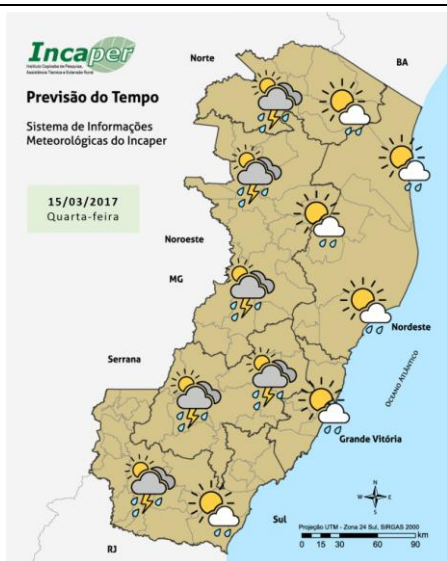 Incaper
Instituto Capixaba de Pesquisa,
Assistência Técnica e Extensão Rural
Previsão do Tempo
Sistema de Informações
Meteorológicas do Incaper
15/03/2017
Quarta-feira
Norte
BA
Noroeste
MG
Nordeste
Serrana
OCEANO ATLÂNTICO
Grande Vitória
Sul
RJ
N
W
E
S
Projeção UTM - Zona 24 Sul, SIRGAS 2000
km
0 15 30 60 90